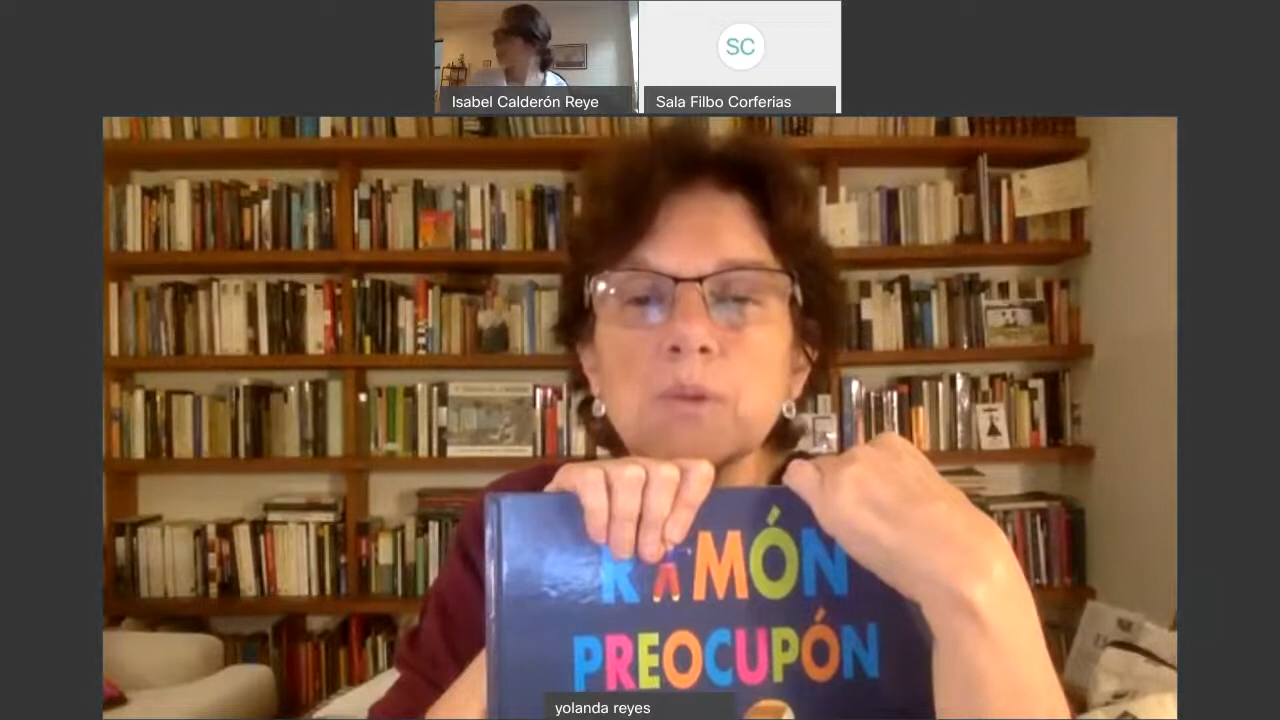 SC
Isabel Calderón Reye
Sala Filbo Corferias
RAMÓN
PREOCUPÓN
yolanda reyes